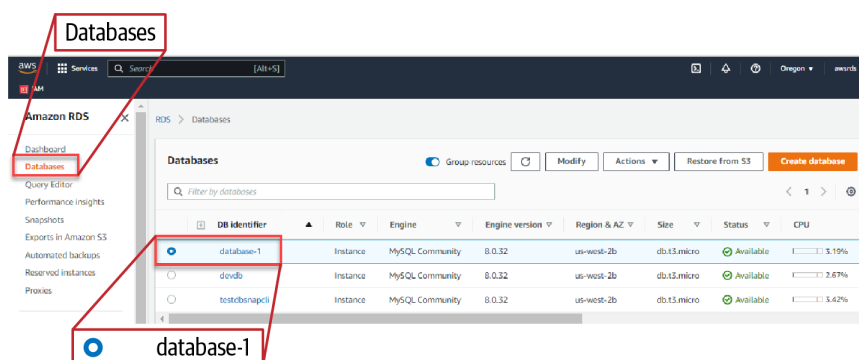 Databases
aws Services Search [Alt+S] Oregon ▼ awsrds
IAM
Amazon RDS
RDS > Databases
Dashboard
Databases
Query Editor
Performance insights
Snapshots
Exports in Amazon S3
Automated backups
Reserved instances
Proxies
Databases Group resources Modify Actions ▼ Restore from S3 Create database
Filter by databases < 1 >
DB identifier ▲ Role Engine Engine version Region & AZ Size Status CPU
database-1 Instance MySQL Community 8.0.32 us-west-2b db.t3.micro Available 3.19%
devdb Instance MySQL Community 8.0.32 us-west-2b db.t3.micro Available 2.67%
testdbsnapcli Instance MySQL Community 8.0.32 us-west-2b db.t3.micro Available 3.42%
database-1